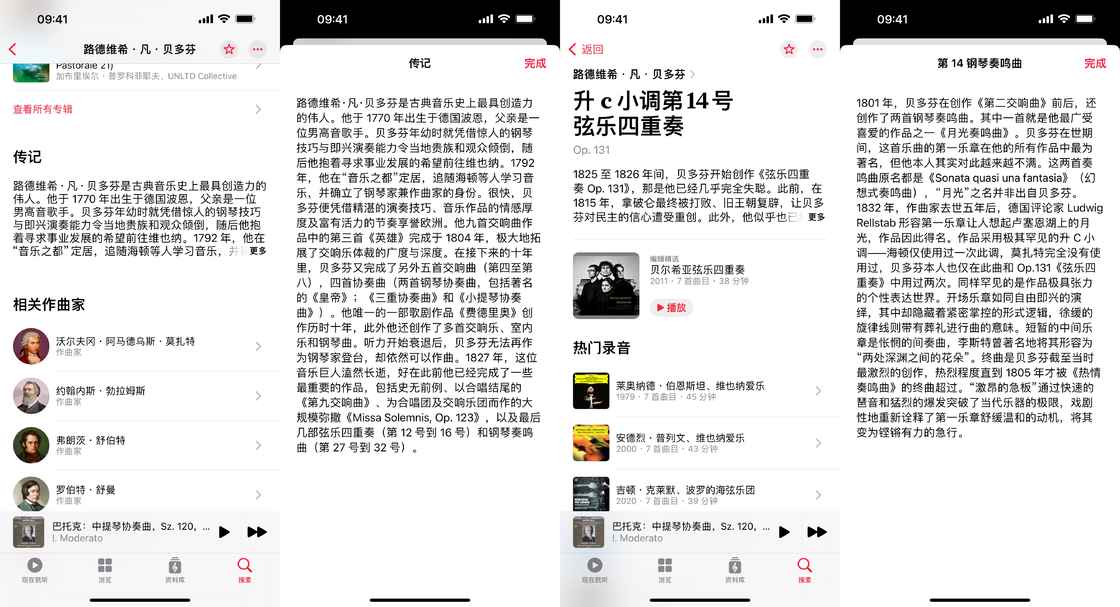 09:41
路德维希·凡·贝多芬
Pastorale 21)
加布里埃尔·普罗科菲耶夫, UNLTD Collective
查看所有专辑
传记
路德维希·凡·贝多芬是古典音乐史上最具创造力的
伟人。他于 1770 年出生于德国波恩，父亲是一位
男高音歌手。贝多芬年幼时就凭借惊人的钢琴技巧
与即兴演奏能令当地贵族和观众倾倒，随后他抱
着寻求事业发展的希望前往维也纳。1792 年，他在
“音乐之都”定居，追随海顿等人学习音乐，并 更多
相关作曲家
沃尔夫冈·阿马德乌斯·莫扎特
作曲家
约翰内斯·勃拉姆斯
作曲家
弗朗茨·舒伯特
作曲家
罗伯特·舒曼
作曲家
巴托克：中提琴协奏曲，Sz. 120，...
I. Moderato
现在就听
浏览
资料库
搜索
09:41
传记
完成
路德维希·凡·贝多芬是古典音乐史上最具创造力
的伟人。他于 1770 年出生于德国波恩，父亲是一
位男高音歌手。贝多芬年幼时就凭借惊人的钢琴
技巧与即兴演奏能力令当地贵族和观众倾倒，随
后他抱着寻求事业发展的希望前往维也纳。1792
年，他在“音乐之都”定居，追随海顿等人学习音
乐，并确立了钢琴家兼作曲家的身份。很快，贝
多芬便凭借精湛的演奏技巧、音乐作品的情感厚
度及富有活力的节奏享誉欧洲。他九首交响曲作
品中的第三首《英雄》完成于 1804 年，极大地拓
展了交响乐体裁的广度与深度。在接下来的十年
里，贝多芬又完成了另外五首交响曲（第四至第
八），四首协奏曲（两首钢琴协奏曲，包括著名
的《皇帝》；《三重协奏曲》和《小提琴协奏
曲》）。他唯一的一部歌剧作品《费德里奥》创
作历时十年，此外他还创作了多首交响乐、室内
乐和钢琴曲。听力开始衰退后，贝多芬无法再作
为钢琴家登台，却依然可以作曲。1827 年，这位
音乐巨人溘然长逝，好在此前他已经完成了一些
最重要的作品，包括史无前例、以合唱结尾的
《第九交响曲》、为合唱团及交响乐团而作的大
规模弥撒《Missa Solemnis, Op. 123》，以及最后
几部弦乐四重奏（第 12 号到 16 号）和钢琴奏鸣
曲（第 27 号到 32 号）。
09:41
返回
路德维希·凡·贝多芬
升 c 小调第14号
弦乐四重奏
Op. 131
1825 至 1826 年间，贝多芬开始创作《弦乐四重
奏 Op. 131》，那是他已经几乎完全失聪。此前，在
1815 年，拿破仑最终被打败、旧王朝复辟，让贝多
芬对民主的信心遭受重创。此外，他似乎也已 更多
编辑精选
贝尔希亚弦乐四重奏
2011 · 7 首曲目 · 38 分钟
播放
热门录音
莱奥纳德·伯恩斯坦、维也纳爱乐
1979 · 7 首曲目 · 45 分钟
安德烈·普列文、维也纳爱乐
2000 · 7 首曲目 · 43 分钟
吉顿·克莱默、波罗的海弦乐团
2020 · 7 首曲目 · 39 分钟
巴托克：中提琴协奏曲，Sz. 120，...
I. Moderato
现在就听
浏览
资料库
搜索
09:41
第 14 钢琴奏鸣曲
完成
1801 年，贝多芬在创作《第二交响曲》前后，还
创作了两首钢琴奏鸣曲。其中一首就是他最广受
喜爱的作品之一《月光奏鸣曲》。贝多芬在世期
间，这首乐曲的第一乐章在他的所有作品中最为
著名，但他本人其实对此越来越不满。这两首奏
鸣曲原名都是《Sonata quasi una fantasia》（幻
想式奏鸣曲），“月光”之名并非出自贝多芬。
1832 年，作曲家去世五年后，德国评论家 Ludwig
Rellstab 形容第一乐章让人想起卢塞恩湖上的月
光，作品因此得名。作品采用极其罕见的升 C 小
调——海顿仅使用过一次此调，莫扎特完全没有使
用过，贝多芬本人也仅在此曲和 Op.131《弦乐四
重奏》中用过两次。同样罕见的是作品极具张力
的个性表达世界。开场乐章如同自由即兴的演
绎，其中却隐藏着紧密掌控的形式逻辑，徐缓的
旋律线则带有葬礼进行曲的意味。短暂的中间乐
章是怅惘的间奏曲，李斯特曾著名地将其形容为
“两处深渊之间的花朵”。终曲是贝多芬截至当时
最激烈的创作，热烈程度直到 1805 年才被《热情
奏鸣曲》的终曲超过。“激昂的急板”通过快速的
琶音和猛烈的爆发突破了当代乐器的极限，戏剧
性地重新诠释了第一乐章舒缓温和的动机，将其
变为铿锵有力的急行。